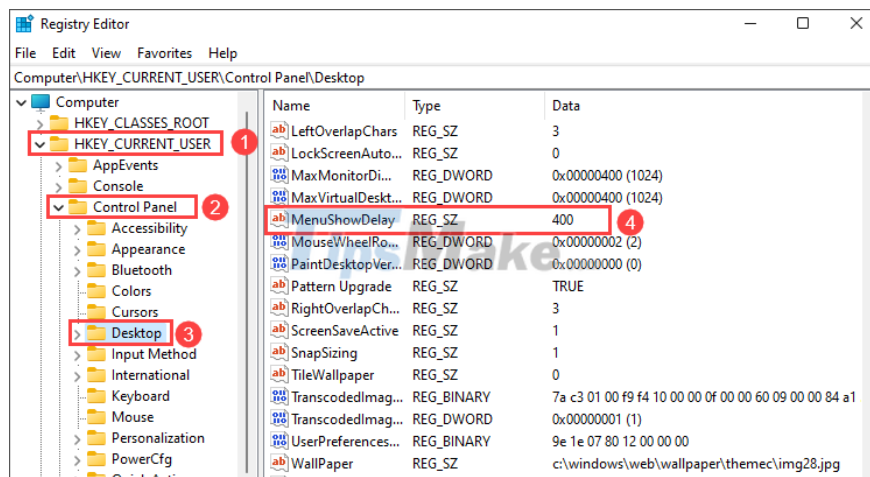 Registry Editor
File Edit View Favorites Help
Computer\HKEY_CURRENT_USER\Control Panel\Desktop
Computer
HKEY_CLASSES_ROOT
HKEY_CURRENT_USER 1
AppEvents
Console
Control Panel 2
Accessibility
Appearance
Bluetooth
Colors
Cursors
Desktop 3
Input Method
International
Keyboard
Mouse
Personalization
PowerCfg
Name Type Data
LeftOverlapChars REG_SZ 3
LockScreenAuto... REG_SZ 0
MaxMonitorDi... REG_DWORD 0x00000400 (1024)
MaxVirtualDeskt... REG_DWORD 0x00000400 (1024)
MenuShowDelay REG_SZ 400 4
MouseWheelRo... REG_DWORD 0x00000002 (2)
PaintDesktopVer... REG_DWORD 0x00000000 (0)
Pattern Upgrade REG_SZ TRUE
RightOverlapCh... REG_SZ 3
ScreenSaveActive REG_SZ 1
SnapSizing REG_SZ 1
TileWallpaper REG_SZ 0
TranscodedImag... REG_BINARY 7a c3 01 00 f9 f4 10 00 00 0f 00 00 60 09 00 00 84 a1
TranscodedImag... REG_DWORD 0x00000001 (1)
UserPreferences... REG_BINARY 9e 1e 07 80 12 00 00 00
WallPaper REG_SZ c:\windows\web\wallpaper\themec\img28.jpg
TipsMake